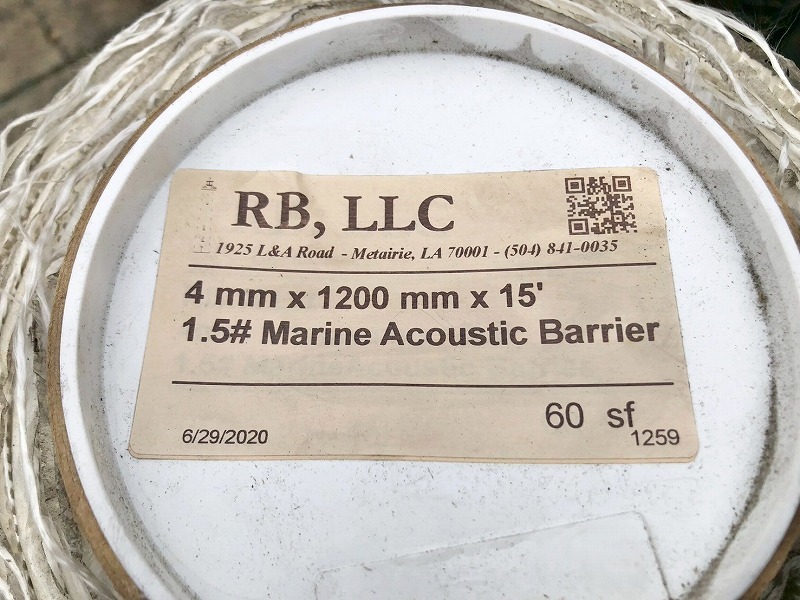 RB, LLC
1925 L&A Road - Metairie, LA 70001 - (504) 841-0035
4 mm x 1200 mm x 15'
1.5# Marine Acoustic Barrier
60 sf
6/29/2020
1259